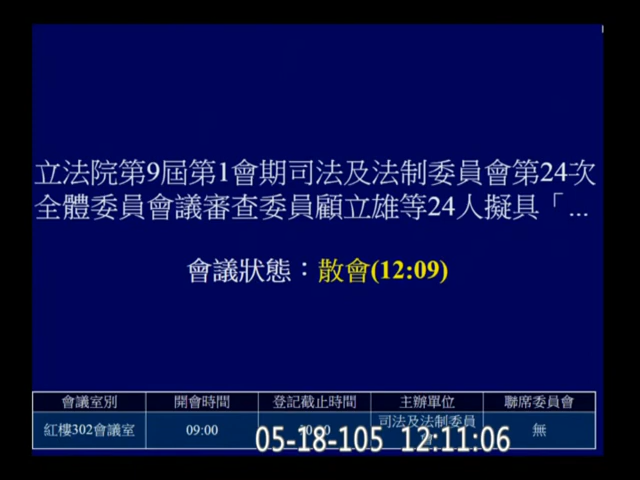 立法院第9屆第1會期司法及法制委員會第24次
全體委員會議審查委員顧立雄等24人擬具「...
會議狀態：散會(12:09)
會議室別 開會時間 登記截止時間 主辦單位 聯席委員會
紅樓302會議室 09:00 司法及法制委員 無
05-18-105 12:11:06